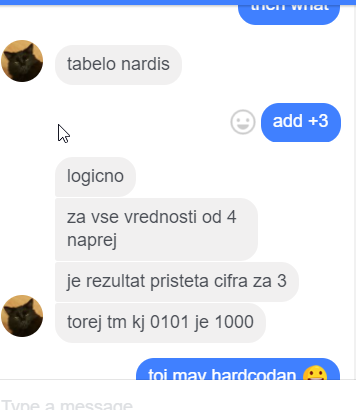 then what
tabelo nardis
add +3
logicno
za vse vrednosti od 4
naprej
je rezultat pristeta cifra za 3
torej tm kj 0101 je 1000
toj may hardcodan 😀
Type a message